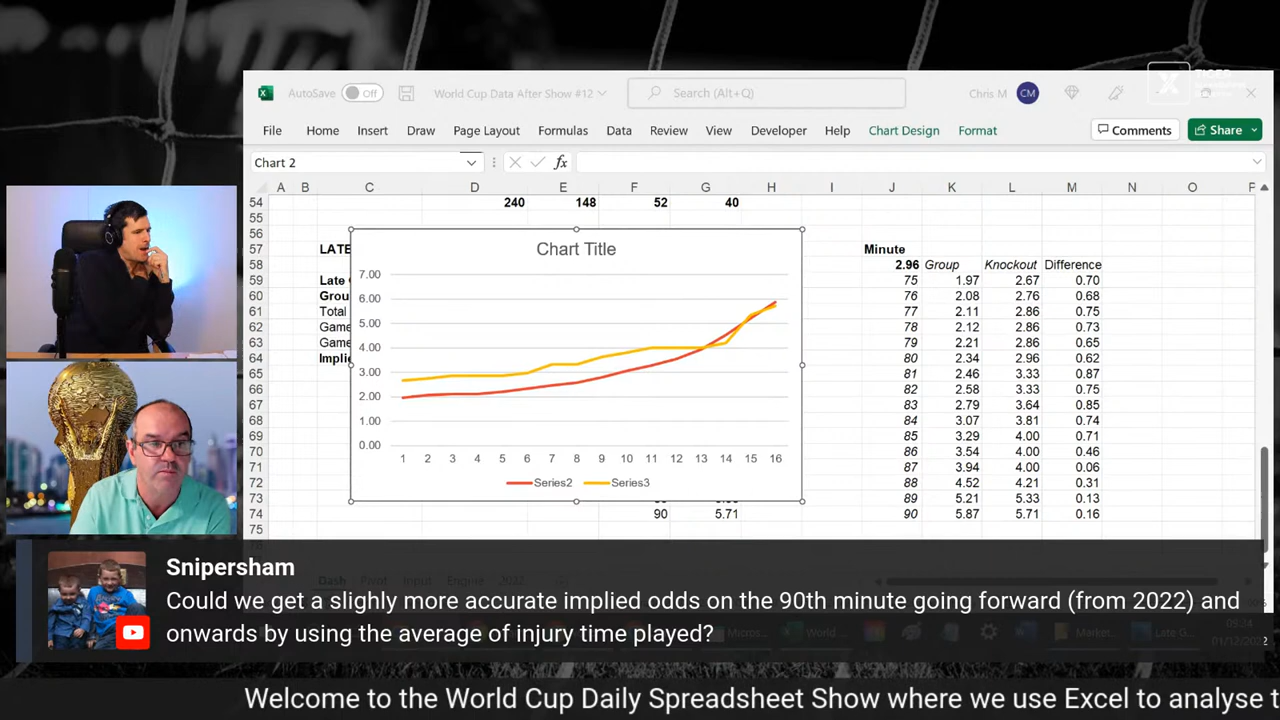 AutoSave Off World Cup Data After Show #12 Search (Alt+Q) Chris M CM
File Home Insert Draw Page Layout Formulas Data Review View Developer Help Chart Design Format Comments Share
Chart 2 fx
A B C D E F G H I J K L M N O
54 240 148 52 40
55
56
57 LATE Minute
58 2.96 Group Knockout Difference
59 Late 75 1.97 2.67 0.70
60 Grou 76 2.08 2.76 0.68
61 Total 77 2.11 2.86 0.75
62 Game 78 2.12 2.86 0.73
63 Game 79 2.21 2.86 0.65
64 Implie 80 2.34 2.96 0.62
65 81 2.46 3.33 0.87
66 82 2.58 3.33 0.75
67 83 2.79 3.64 0.85
68 84 3.07 3.81 0.74
69 85 3.29 4.00 0.71
70 86 3.54 4.00 0.46
71 87 3.94 4.00 0.06
72 88 4.52 4.21 0.31
73 89 5.21 5.33 0.13
74 90 5.71 90 5.87 5.71 0.16
75
Chart Title
7.00
6.00
5.00
4.00
3.00
2.00
1.00
0.00
1 2 3 4 5 6 7 8 9 10 11 12 13 14 15 16
Series2 Series3
Dash Pivot Input Engine 2022
Snipersham
Could we get a slighly more accurate implied odds on the 90th minute going forward (from 2022) and
onwards by using the average of injury time played?
Welcome to the World Cup Daily Spreadsheet Show where we use Excel to analyse t